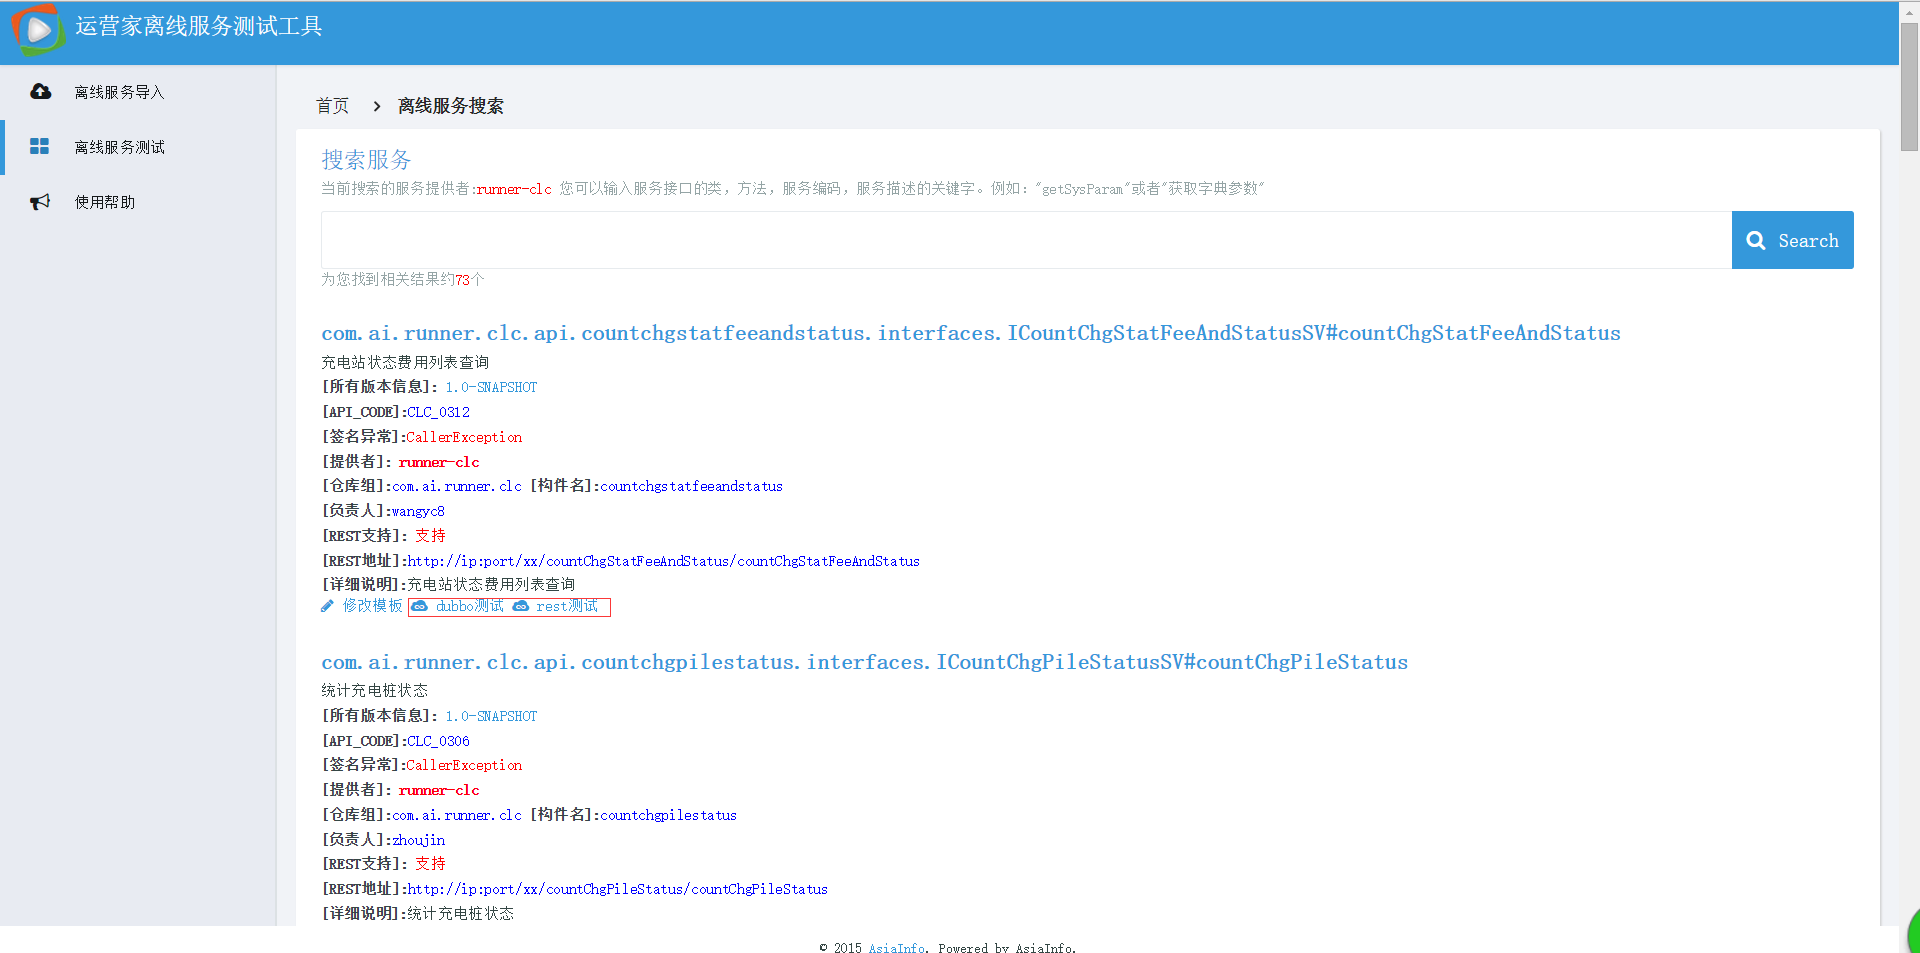 运营家离线服务测试工具
离线服务导入
离线服务测试
使用帮助
首页 > 离线服务搜索
搜索服务
当前搜索的服务提供者:runner-clc 您可以输入服务接口的类，方法，服务编码，服务描述的关键字。例如："getSysParam"或者"获取字典参数"
Search
为您找到相关结果约73个
com.ai.runner.clc.api.countchgstatfeeandstatus.interfaces.ICountChgStatFeeAndStatusSV#countChgStatFeeAndStatus
充电站状态费用列表查询
[所有版本信息]: 1.0-SNAPSHOT
[API_CODE]:CLC_0312
[签名异常]:CallerException
[提供者]: runner-clc
[仓库组]:com.ai.runner.clc [构件名]:countchgstatfeeandstatus
[负责人]:wangyc8
[REST支持]: 支持
[REST地址]:http://ip:port/xx/countChgStatFeeAndStatus/countChgStatFeeAndStatus
[详细说明]:充电站状态费用列表查询
修改模板 dubbo测试 rest测试
com.ai.runner.clc.api.countchgpilestatus.interfaces.ICountChgPileStatusSV#countChgPileStatus
统计充电桩状态
[所有版本信息]: 1.0-SNAPSHOT
[API_CODE]:CLC_0306
[签名异常]:CallerException
[提供者]: runner-clc
[仓库组]:com.ai.runner.clc [构件名]:countchgpilestatus
[负责人]:zhoujin
[REST支持]: 支持
[REST地址]:http://ip:port/xx/countChgPileStatus/countChgPileStatus
[详细说明]:统计充电桩状态
© 2015 AsiaInfo. Powered by AsiaInfo.